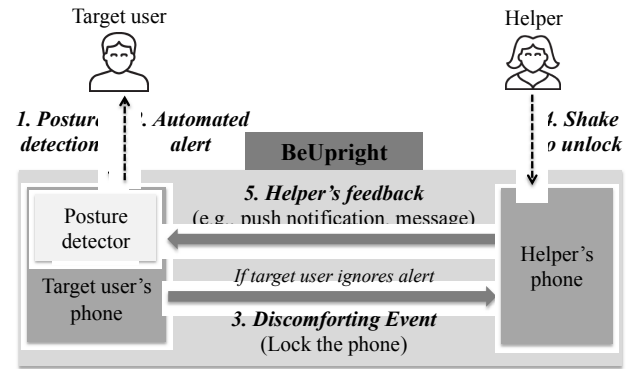 Target user
Helper
1. Posture
detection
2. Automated
alert
4. Shake
to unlock
BeUpright
5. Helper's feedback
(e.g., push notification, message)
Posture
detector
Target user's
phone
Helper's
phone
If target user ignores alert
3. Discomforting Event
(Lock the phone)